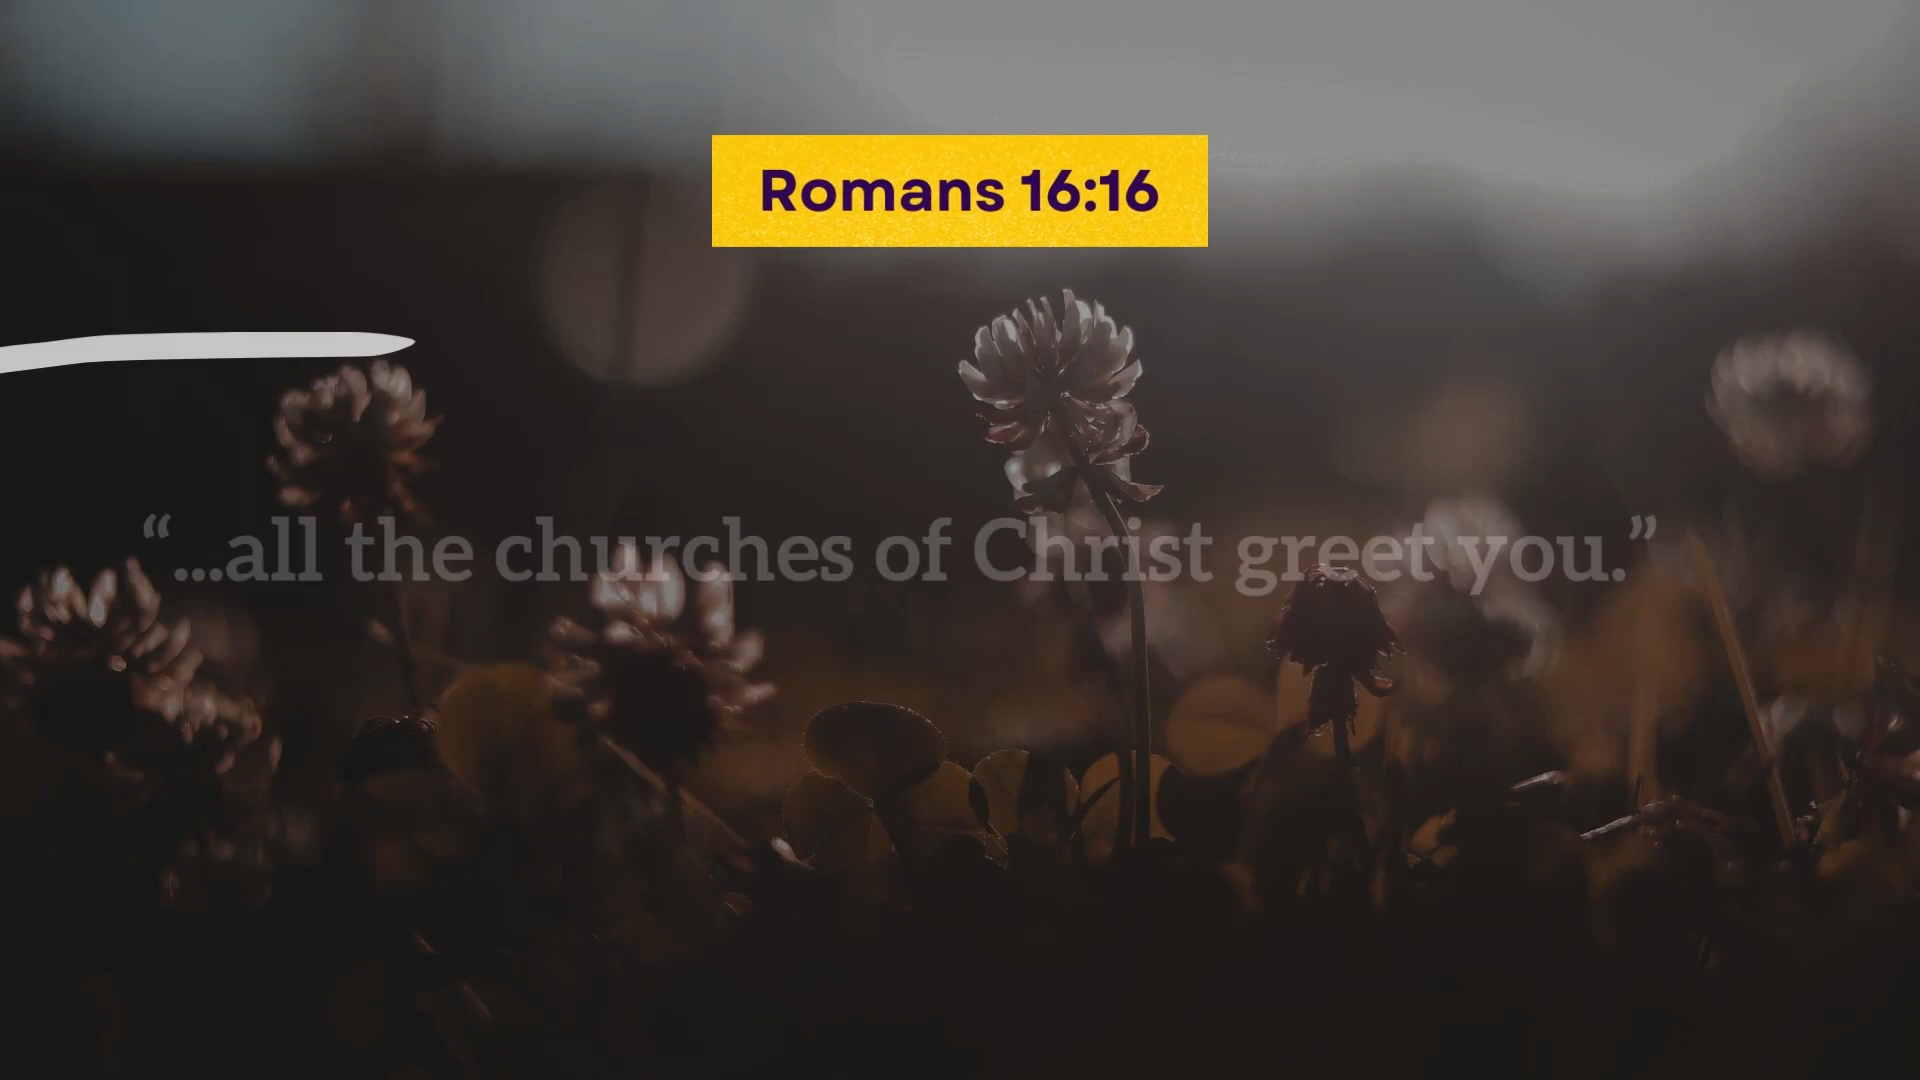 Romans 16:16
“...all the churches of Christ greet you.”